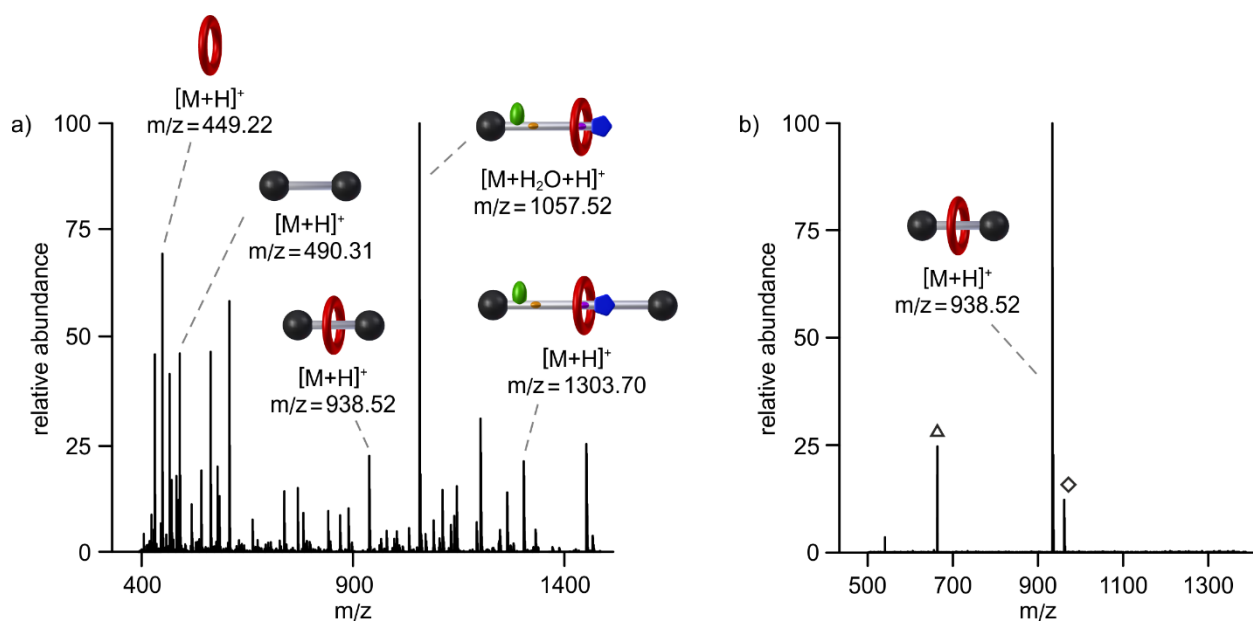 a)
[M+H]⁺
m/z=449.22
[M+H]⁺
m/z=490.31
[M+H]⁺
m/z=938.52
[M+H₂O+H]⁺
m/z=1057.52
[M+H]⁺
m/z=1303.70
relative abundance
100
75
50
25
0
400
900
1400
m/z
b)
[M+H]⁺
m/z=938.52
relative abundance
100
75
50
25
0
500
700
900
1100
1300
m/z